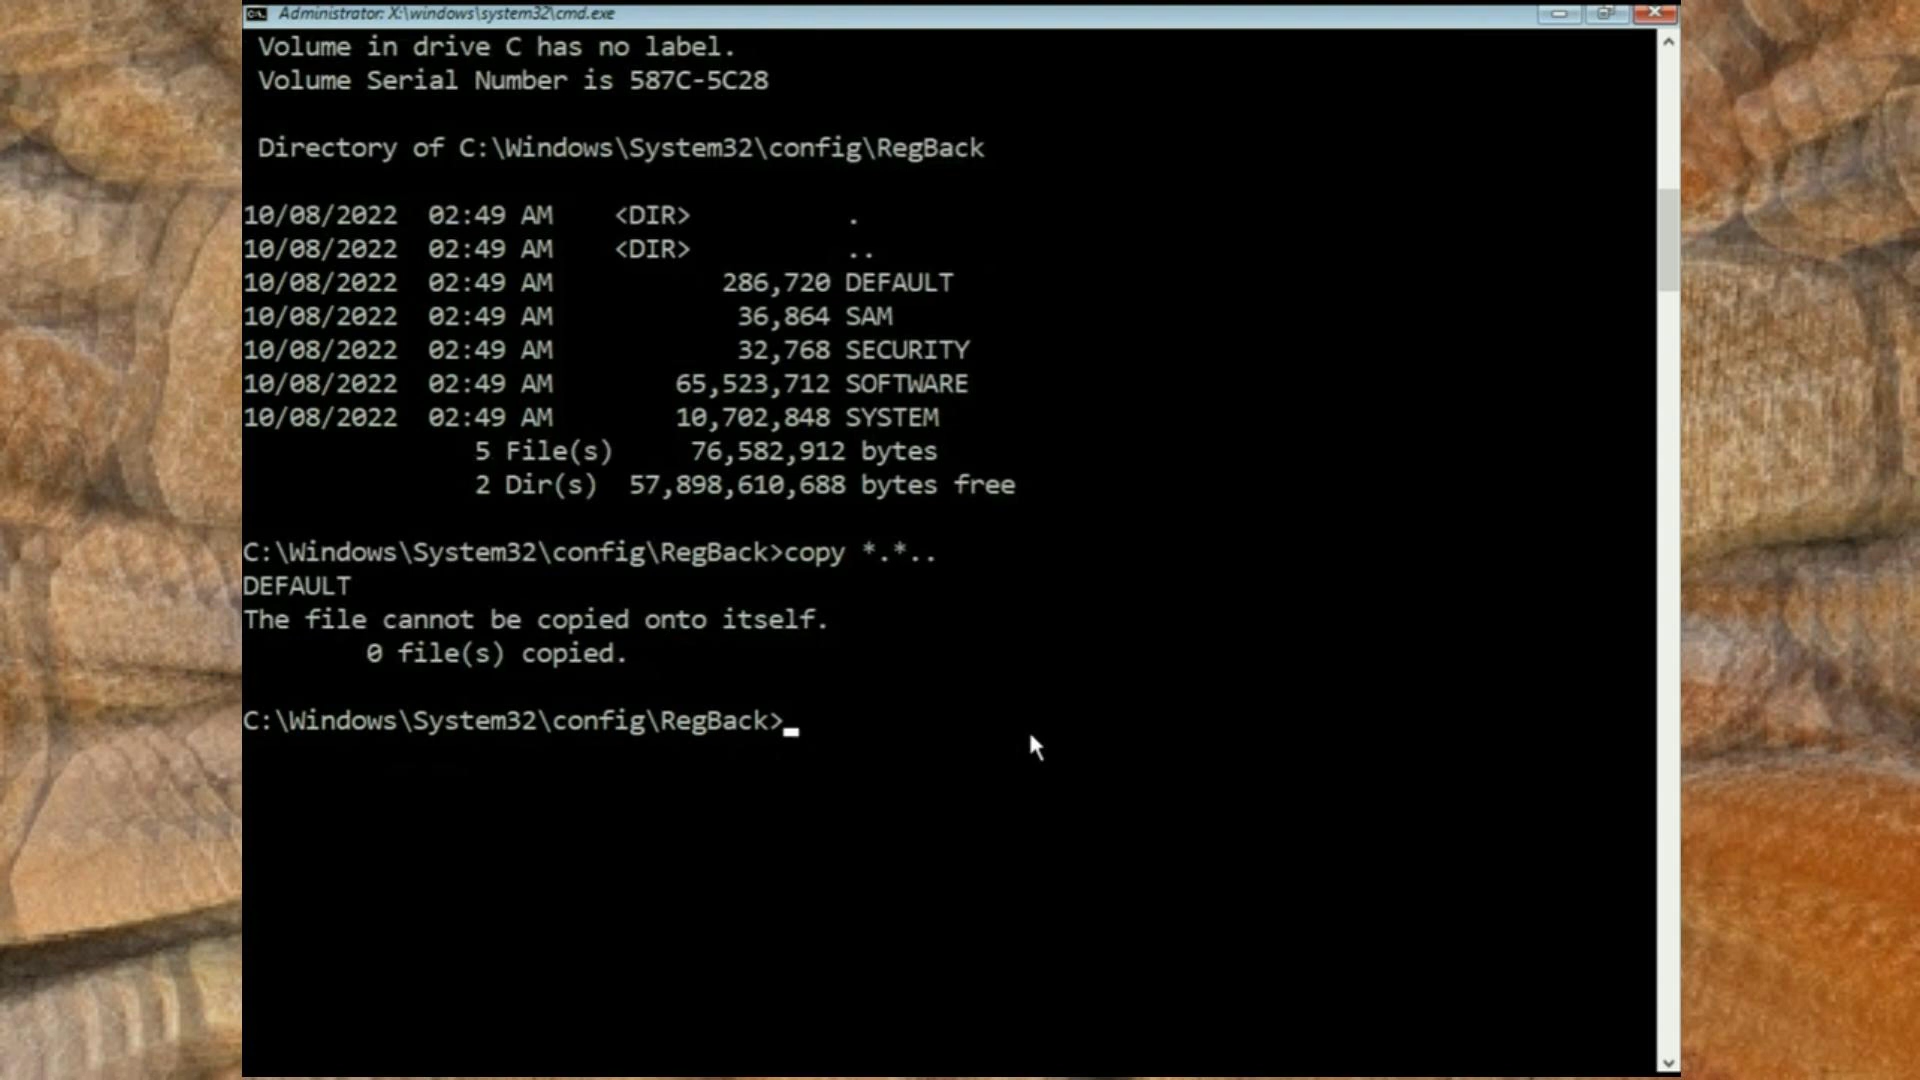 Administrator: X:\windows\system32\cmd.exe
Volume in drive C has no label.
Volume Serial Number is 587C-5C28
Directory of C:\Windows\System32\config\RegBack
10/08/2022  02:49 AM    <DIR>          .
10/08/2022  02:49 AM    <DIR>          ..
10/08/2022  02:49 AM           286,720 DEFAULT
10/08/2022  02:49 AM            36,864 SAM
10/08/2022  02:49 AM            32,768 SECURITY
10/08/2022  02:49 AM        65,523,712 SOFTWARE
10/08/2022  02:49 AM        10,702,848 SYSTEM
5 File(s)     76,582,912 bytes
2 Dir(s)  57,898,610,688 bytes free
C:\Windows\System32\config\RegBack>copy *.*..
DEFAULT
The file cannot be copied onto itself.
0 file(s) copied.
C:\Windows\System32\config\RegBack>